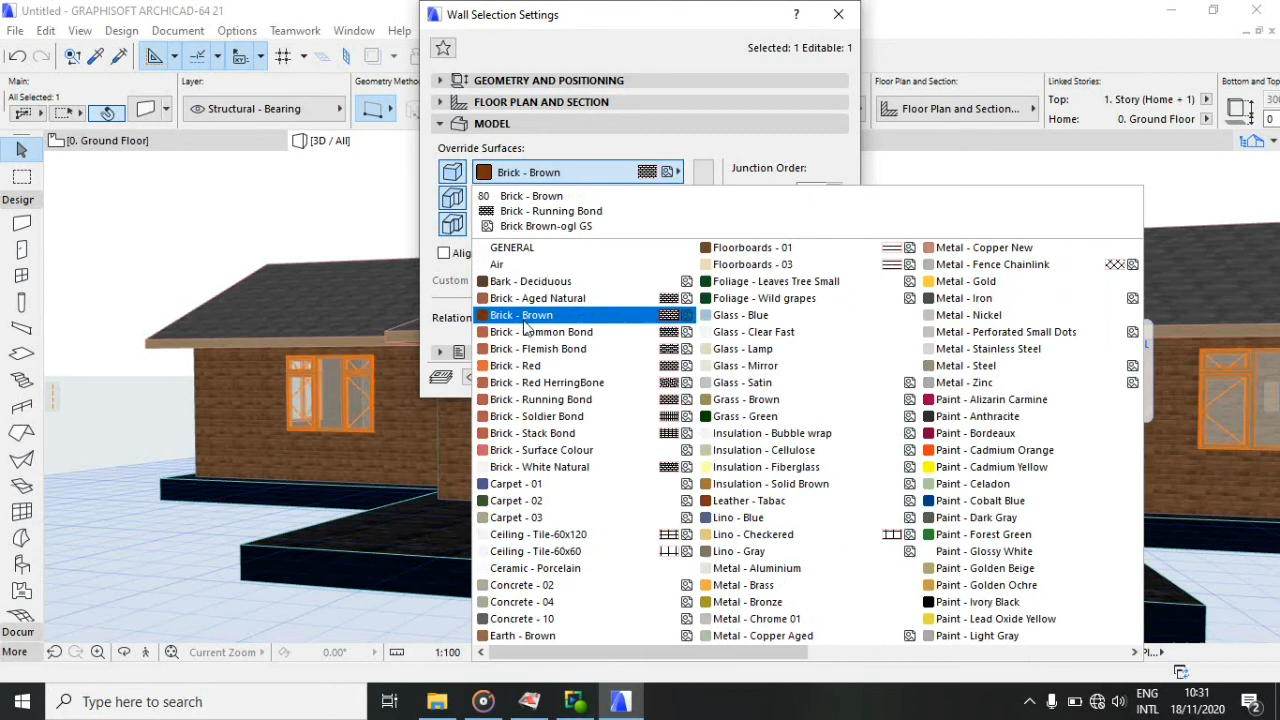 Untitled - GRAPHISOFT ARCHICAD-64 21
Wall Selection Settings
?
File Edit View Design Document Options Teamwork Window Help
Selected: 1 Editable: 1
Main:
All Selected: 1
Layer:
Structural - Bearing
Geometry Metho
GEOMETRY AND POSITIONING
FLOOR PLAN AND SECTION
MODEL
Floor Plan and Section:
Floor Plan and Section...
Linked Stories:
Top: 1. Story (Home + 1)
Home: 0. Ground Floor
Bottom and Top
0
[0. Ground Floor]
[3D / All]
Override Surfaces:
Brick - Brown
Junction Order:
Design
80 Brick - Brown
Brick - Running Bond
Brick Brown-ogl GS
Alig
Custom
Relation
GENERAL
Air
Bark - Deciduous
Brick - Aged Natural
Brick - Brown
Brick - Common Bond
Brick - Flemish Bond
Brick - Red
Brick - Red HerringBone
Brick - Running Bond
Brick - Soldier Bond
Brick - Stack Bond
Brick - Surface Colour
Brick - White Natural
Carpet - 01
Carpet - 02
Carpet - 03
Ceiling - Tile-60x120
Ceiling - Tile-60x60
Ceramic - Porcelain
Concrete - 02
Concrete - 04
Concrete - 10
Earth - Brown
Floorboards - 01
Floorboards - 03
Foliage - Leaves Tree Small
Foliage - Wild grapes
Glass - Blue
Glass - Clear Fast
Glass - Lamp
Glass - Mirror
Glass - Satin
Grass - Brown
Grass - Green
Insulation - Bubble wrap
Insulation - Cellulose
Insulation - Fiberglass
Insulation - Solid Brown
Leather - Tabac
Lino - Blue
Lino - Checkered
Lino - Gray
Metal - Aluminium
Metal - Brass
Metal - Bronze
Metal - Chrome 01
Metal - Copper Aged
Metal - Copper New
Metal - Fence Chainlink
Metal - Gold
Metal - Iron
Metal - Nickel
Metal - Perforated Small Dots
Metal - Stainless Steel
Metal - Steel
Metal - Zinc
Paint - Alizarin Carmine
Paint - Anthracite
Paint - Bordeaux
Paint - Cadmium Orange
Paint - Cadmium Yellow
Paint - Celadon
Paint - Cobalt Blue
Paint - Dark Gray
Paint - Forest Green
Paint - Glossy White
Paint - Golden Beige
Paint - Golden Ochre
Paint - Ivory Black
Paint - Lead Oxide Yellow
Paint - Light Gray
Docum
More
Current Zoom
0.00°
1:100
Pl...
Type here to search
ENG
INTL
10:31
18/11/2020
2